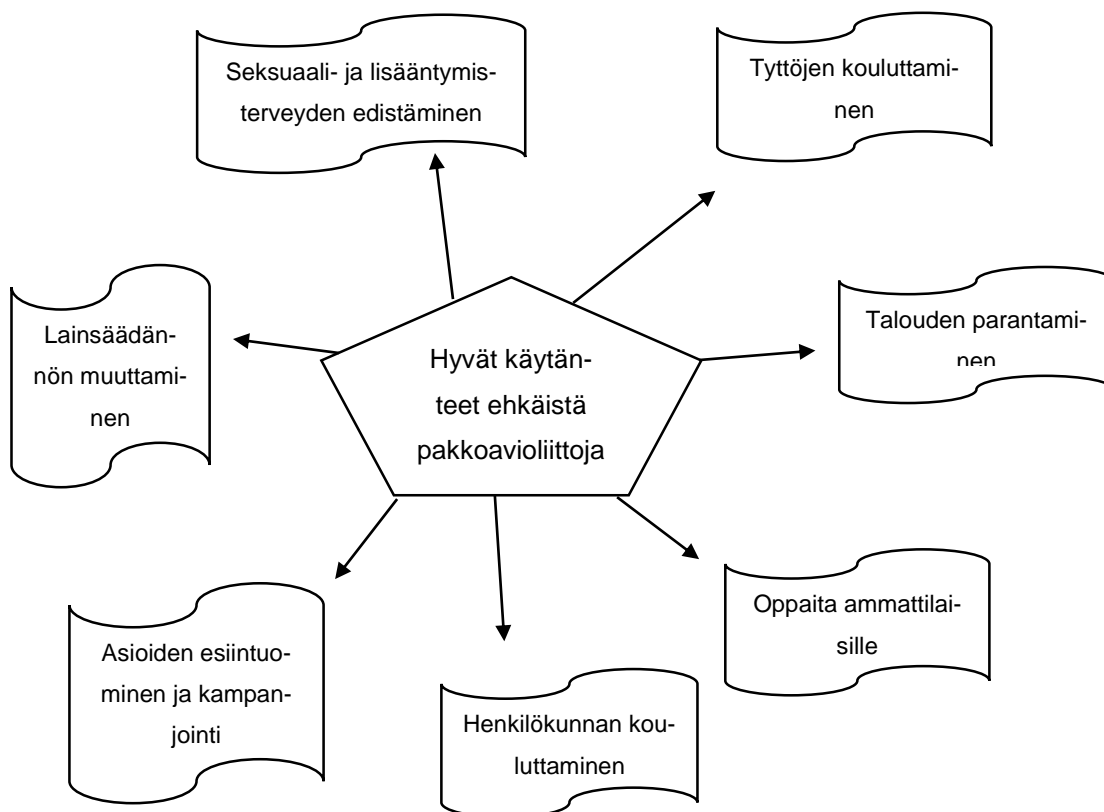 Seksuaali- ja lisääntymis-
terveyden edistäminen
Tyttöjen kouluttami-
nen
Lainsäädän-
nön muuttami-
nen
Hyvät käytän-
teet ehkäistä
pakkoavioliittoja
Talouden parantami-
nen
Asioiden esiintuo-
minen ja kampan-
jointi
Henkilökunnan kou-
luttaminen
Oppaita ammattilai-
sille